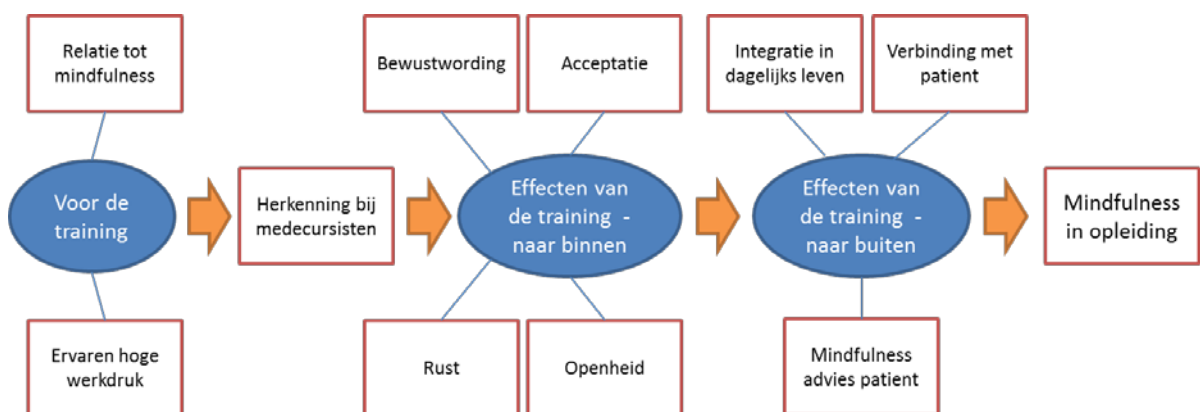 Relatie tot
mindfulness
Bewustwording
Acceptatie
Integratie in
dagelijks leven
Verbinding met
patient
Voor de
training
Herkenning bij
medecursisten
Effecten van
de training -
naar binnen
Effecten van
de training -
naar buiten
Mindfulness
in opleiding
Ervaren hoge
werkdruk
Rust
Openheid
Mindfulness
advies patient